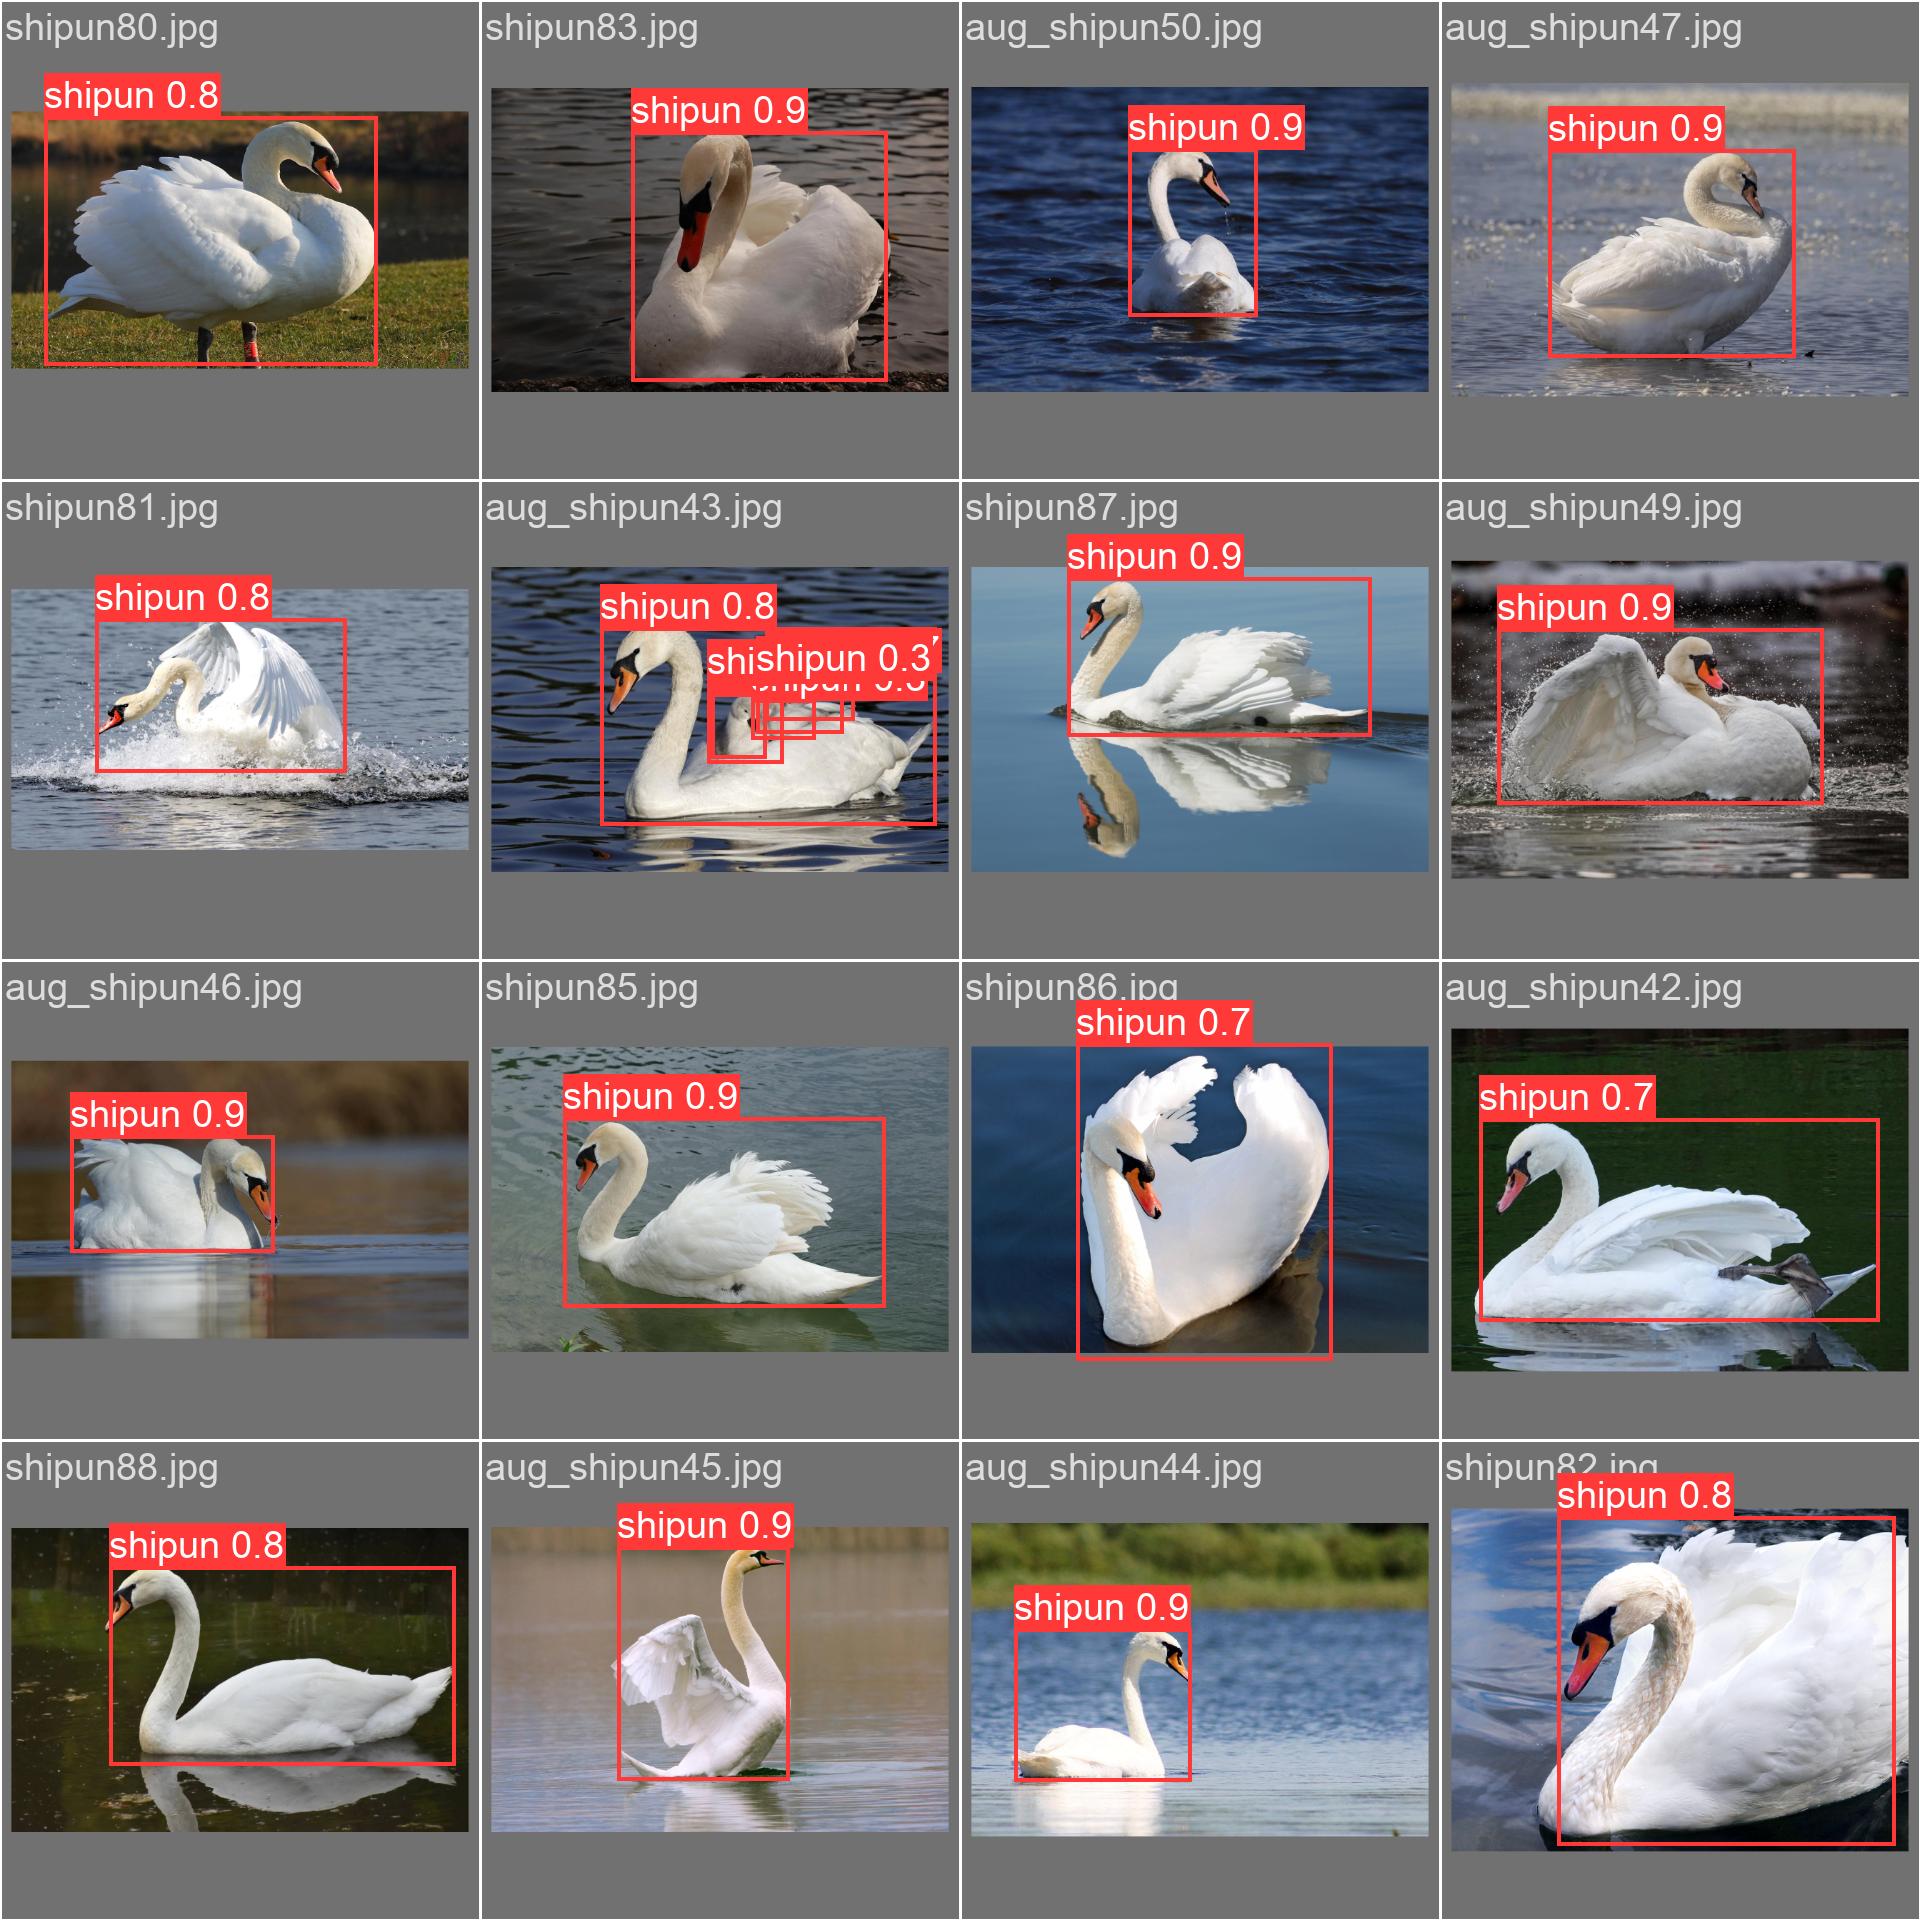 shipun80.jpg
shipun 0.8
shipun83.jpg
shipun 0.9
aug_shipun50.jpg
shipun 0.9
aug_shipun47.jpg
shipun 0.9
shipun81.jpg
shipun 0.8
aug_shipun43.jpg
shipun 0.8
shipun 0.3
shipun87.jpg
shipun 0.9
aug_shipun49.jpg
shipun 0.9
aug_shipun46.jpg
shipun 0.9
shipun85.jpg
shipun 0.9
shipun86.jpg
shipun 0.7
aug_shipun42.jpg
shipun 0.7
shipun88.jpg
shipun 0.8
aug_shipun45.jpg
shipun 0.9
aug_shipun44.jpg
shipun 0.9
shipun82.jpg
shipun 0.8